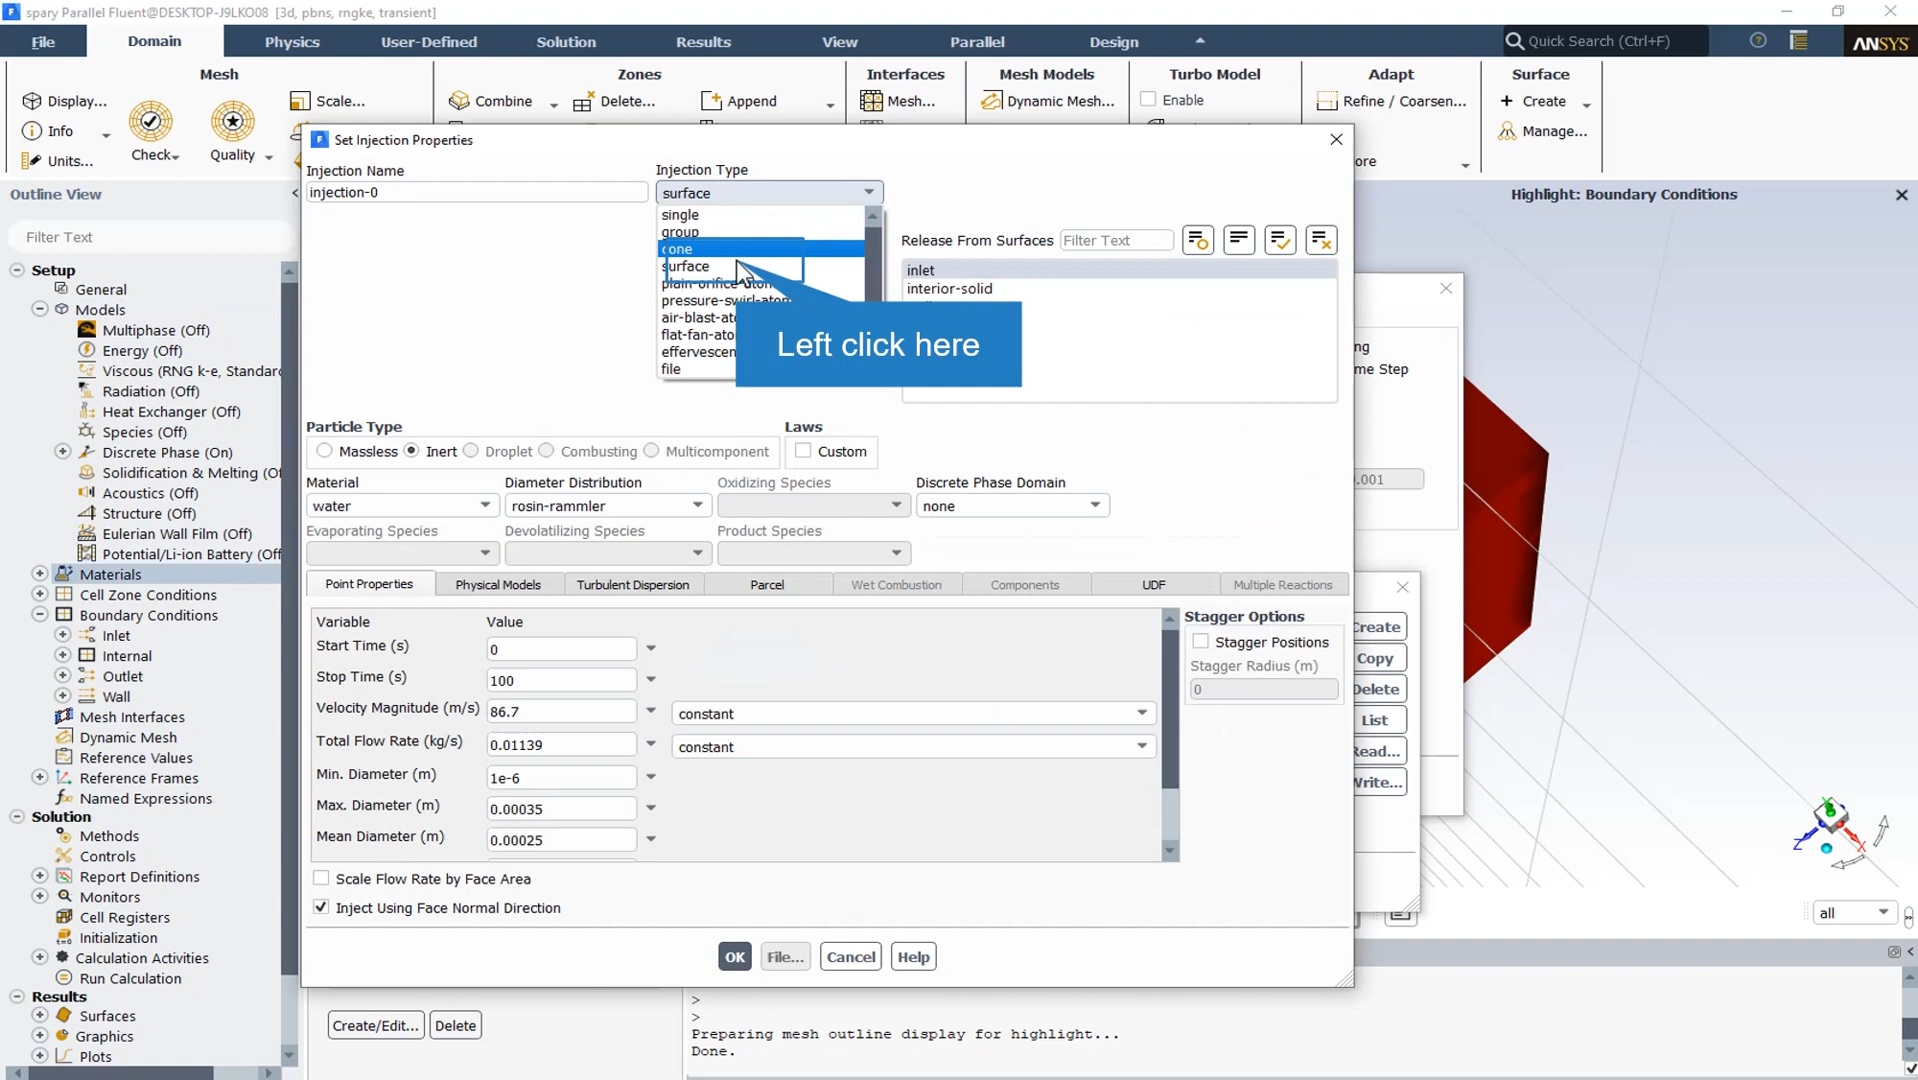 spary Parallel Fluent@DESKTOP-J9LKO08 [3d, pbns, rngke, transient]
File
Domain
Physics
User-Defined
Solution
Results
View
Parallel
Design
Quick Search (Ctrl+F)
ANSYS
Mesh
Zones
Interfaces
Mesh Models
Turbo Model
Adapt
Surface
Display...
Scale...
Combine
Delete...
Append
Mesh...
Dynamic Mesh...
Enable
Refine / Coarsen...
Create
Info
Manage...
Units...
Check
Quality
Outline View
Filter Text
Setup
General
Models
Multiphase (Off)
Energy (Off)
Viscous (RNG k-e, Standard
Radiation (Off)
Heat Exchanger (Off)
Species (Off)
Discrete Phase (On)
Solidification & Melting (Of
Acoustics (Off)
Structure (Off)
Eulerian Wall Film (Off)
Potential/Li-ion Battery (Off
Materials
Cell Zone Conditions
Boundary Conditions
Inlet
Internal
Outlet
Wall
Mesh Interfaces
Dynamic Mesh
Reference Values
Reference Frames
Named Expressions
Solution
Methods
Controls
Report Definitions
Monitors
Cell Registers
Initialization
Calculation Activities
Run Calculation
Results
Surfaces
Graphics
Plots
Set Injection Properties
Injection Name
injection-0
Injection Type
surface
single
group
cone
surface
pressure-swirl-atom
air-blast-ato
flat-fan-ato
effervescen
file
Left click here
Release From Surfaces
Filter Text
inlet
interior-solid
Particle Type
Massless
Inert
Droplet
Combusting
Multicomponent
Laws
Custom
Material
water
Diameter Distribution
rosin-rammler
Oxidizing Species
Discrete Phase Domain
none
Evaporating Species
Devolatilizing Species
Product Species
Point Properties
Physical Models
Turbulent Dispersion
Parcel
Wet Combustion
Components
UDF
Multiple Reactions
Variable
Value
Start Time (s)
0
Stop Time (s)
100
Velocity Magnitude (m/s)
86.7
constant
Total Flow Rate (kg/s)
0.01139
constant
Min. Diameter (m)
1e-6
Max. Diameter (m)
0.00035
Mean Diameter (m)
0.00025
Stagger Options
Stagger Positions
Stagger Radius (m)
0
Scale Flow Rate by Face Area
Inject Using Face Normal Direction
OK
File...
Cancel
Help
Highlight: Boundary Conditions
ore
ng
me Step
.001
Create
Copy
Delete
List
Read...
Write...
Z
Y
X
all
Create/Edit...
Delete
>
>
Preparing mesh outline display for highlight...
Done.